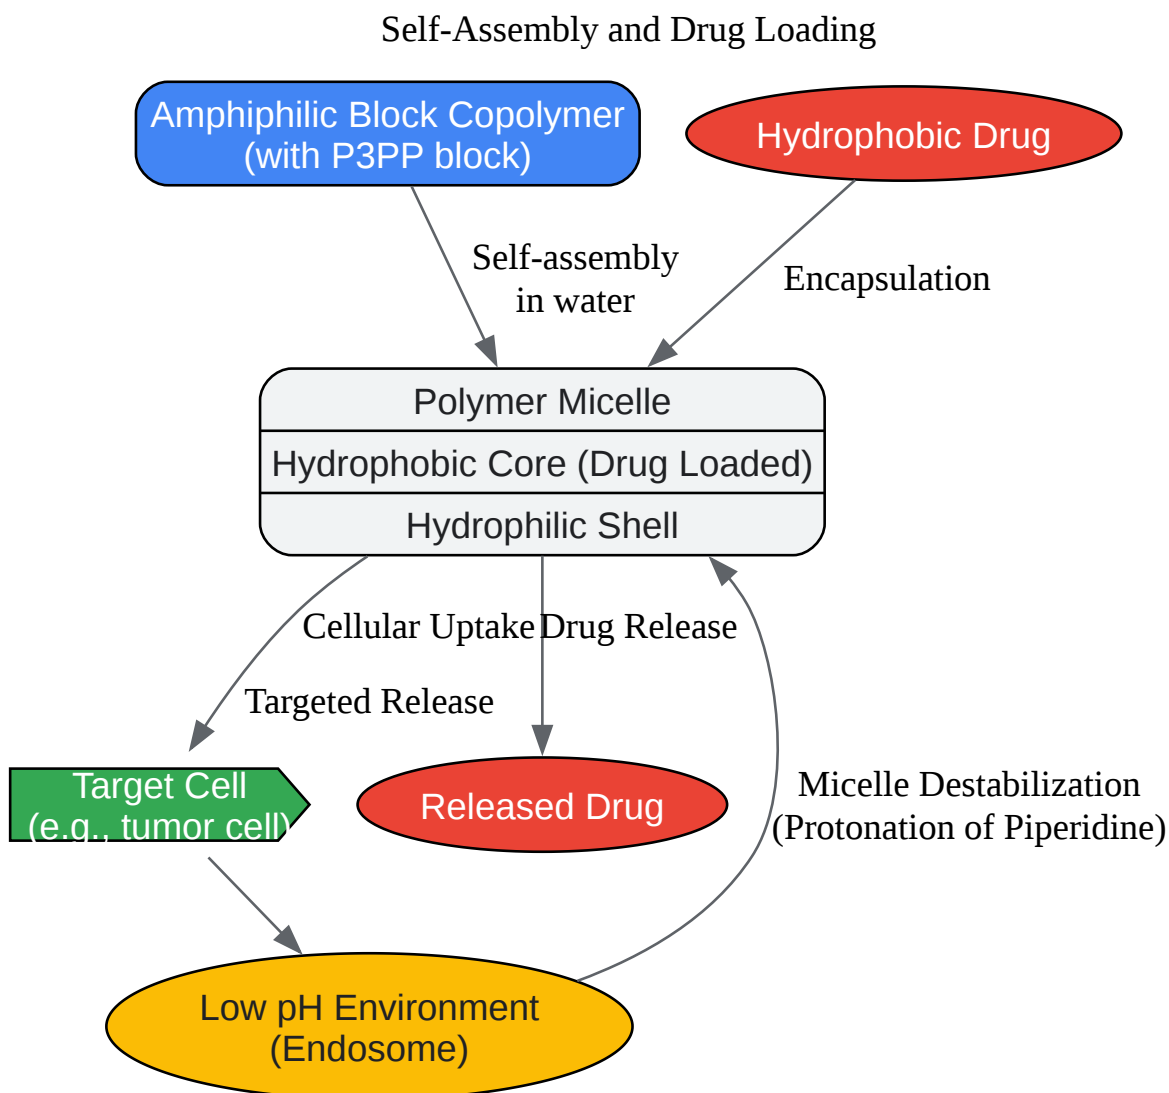 Self-Assembly and Drug Loading
Amphiphilic Block Copolymer
(with P3PP block)
Hydrophobic Drug
Self-assembly
in water
Encapsulation
Polymer Micelle
Hydrophobic Core (Drug Loaded)
Hydrophilic Shell
Cellular Uptake
Drug Release
Targeted Release
Target Cell
(e.g., tumor cell)
Released Drug
Micelle Destabilization
(Protonation of Piperidine)
Low pH Environment
(Endosome)